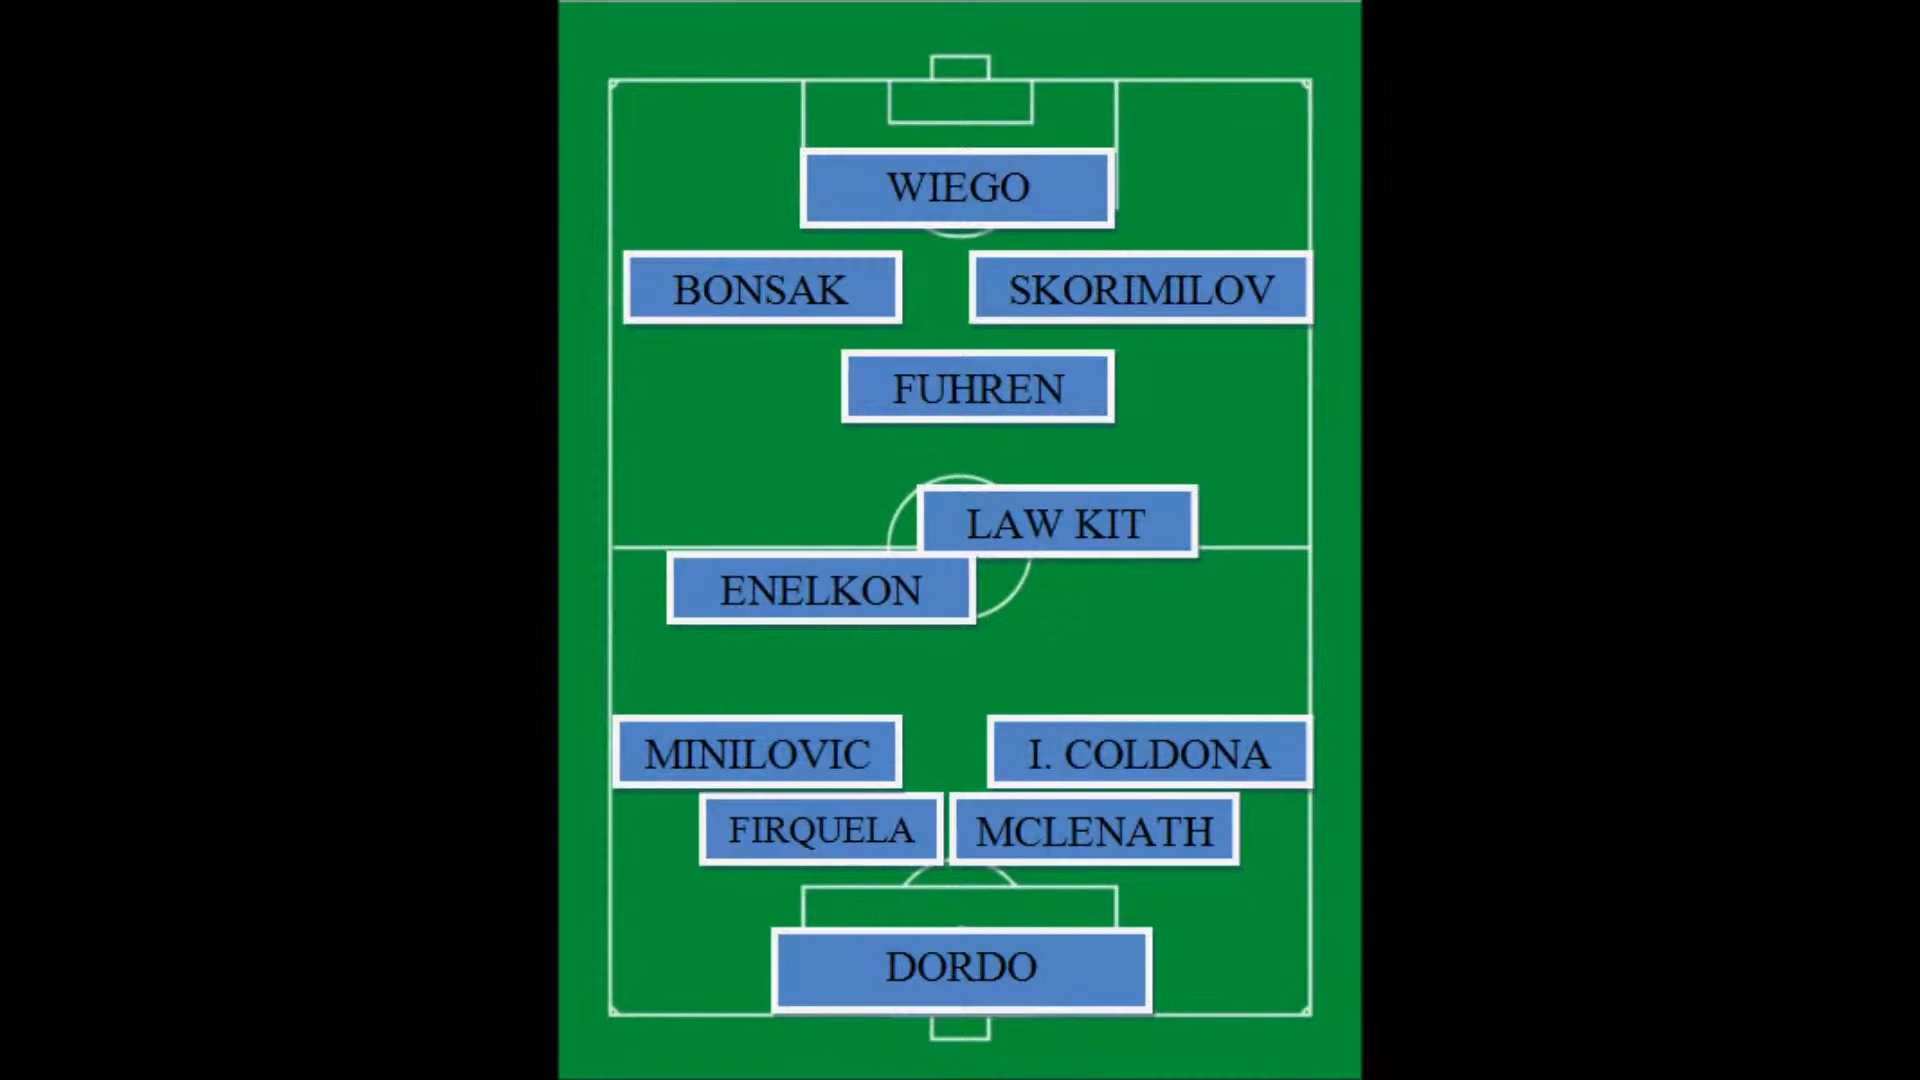 WIEGO
BONSAK
SKORIMILOV
FUHREN
LAW KIT
ENELKON
MINILOVIC
I. COLDONA
FIRQUELA
MCLENATH
DORDO